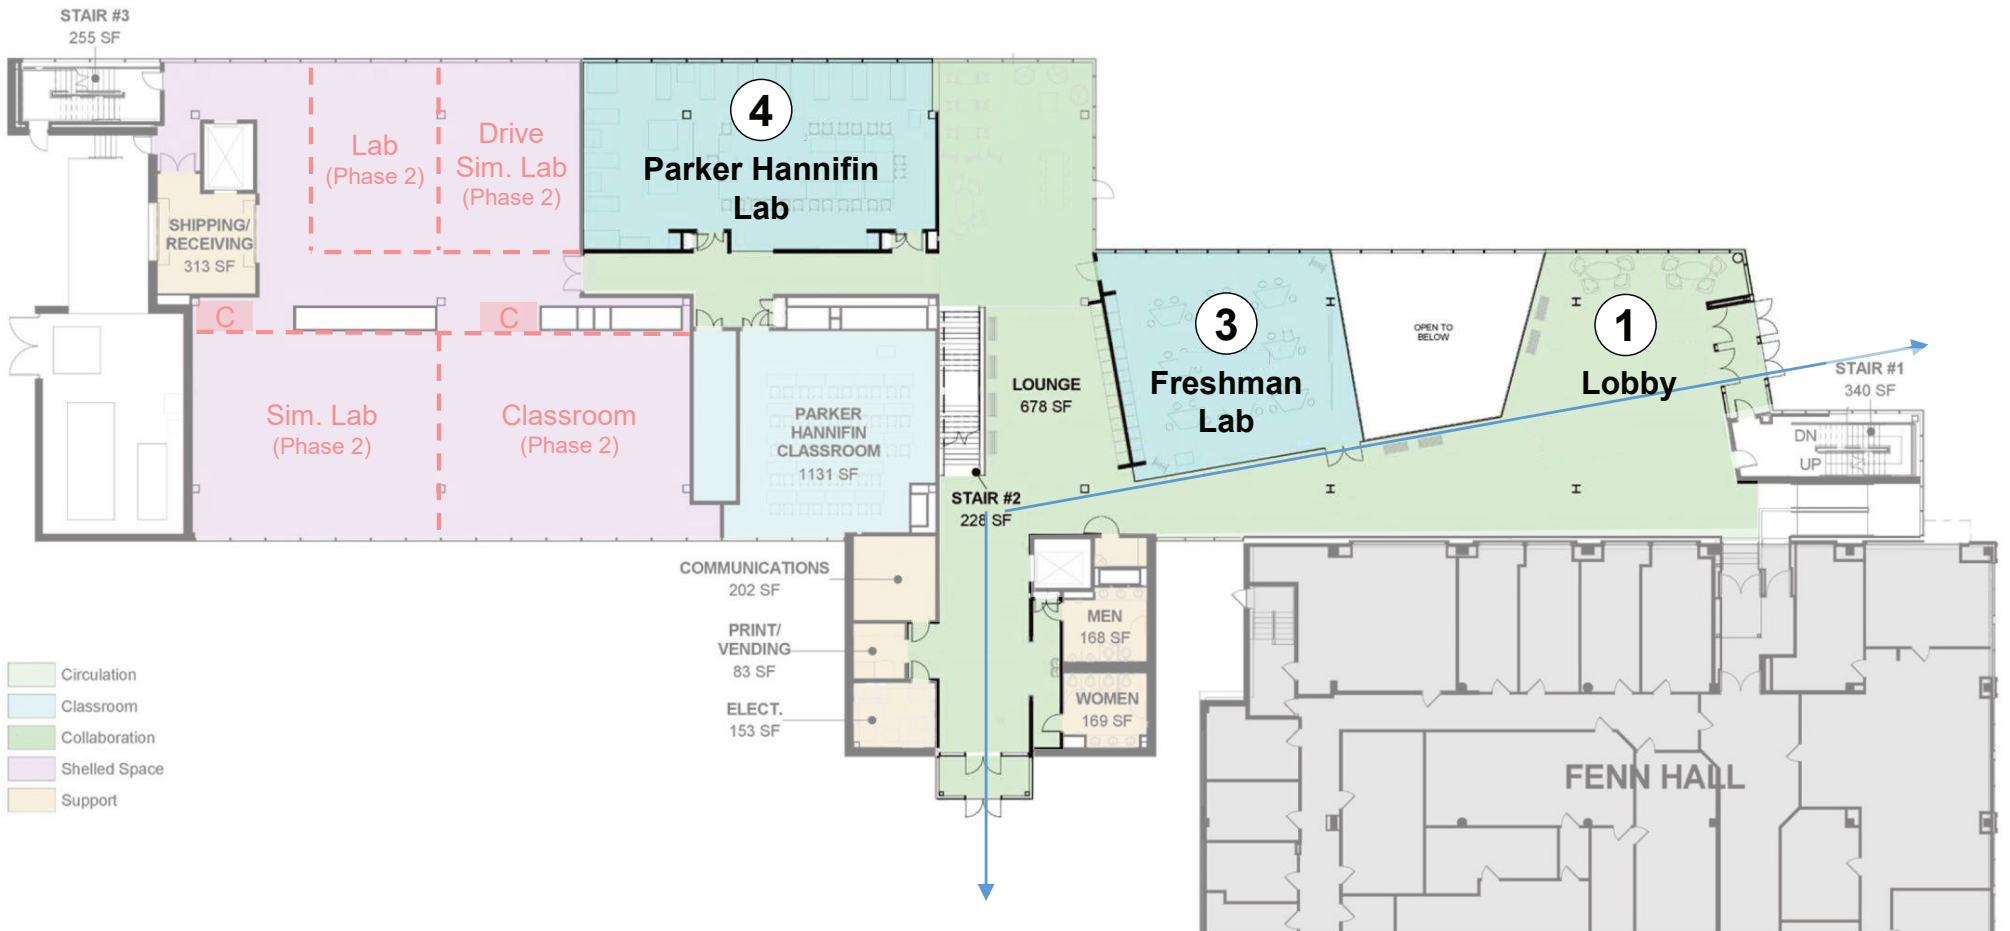 STAIR #3
255 SF
4
Parker Hannifin
Lab
Lab
(Phase 2)
Drive
Sim. Lab
(Phase 2)
SHIPPING/
RECEIVING
313 SF
C
C
Sim. Lab
(Phase 2)
Classroom
(Phase 2)
PARKER
HANNIFIN
CLASSROOM
1131 SF
LOUNGE
678 SF
3
Freshman
Lab
OPEN TO
BELOW
1
Lobby
STAIR #1
340 SF
DN
UP
STAIR #2
228 SF
COMMUNICATIONS
202 SF
PRINT/
VENDING
83 SF
ELECT.
153 SF
MEN
168 SF
WOMEN
169 SF
Circulation
Classroom
Collaboration
Shelled Space
Support
FENN HALL